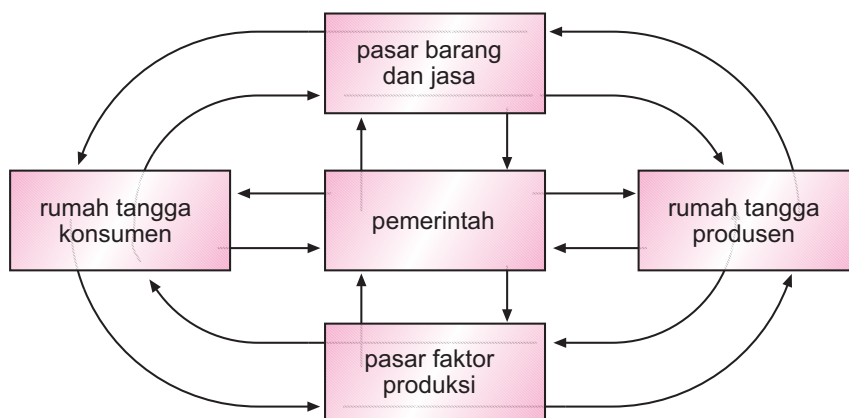 pasar barang
dan jasa
rumah tangga
konsumen
pemerintah
rumah tangga
produsen
pasar faktor
produksi